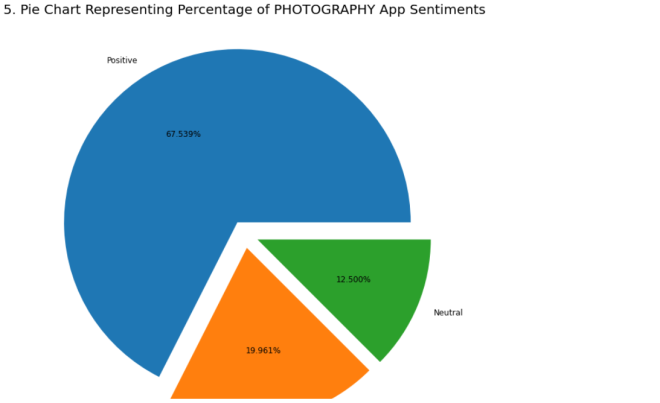 5. Pie Chart Representing Percentage of PHOTOGRAPHY App Sentiments
Positive
67.539%
12.500%
Neutral
19.961%